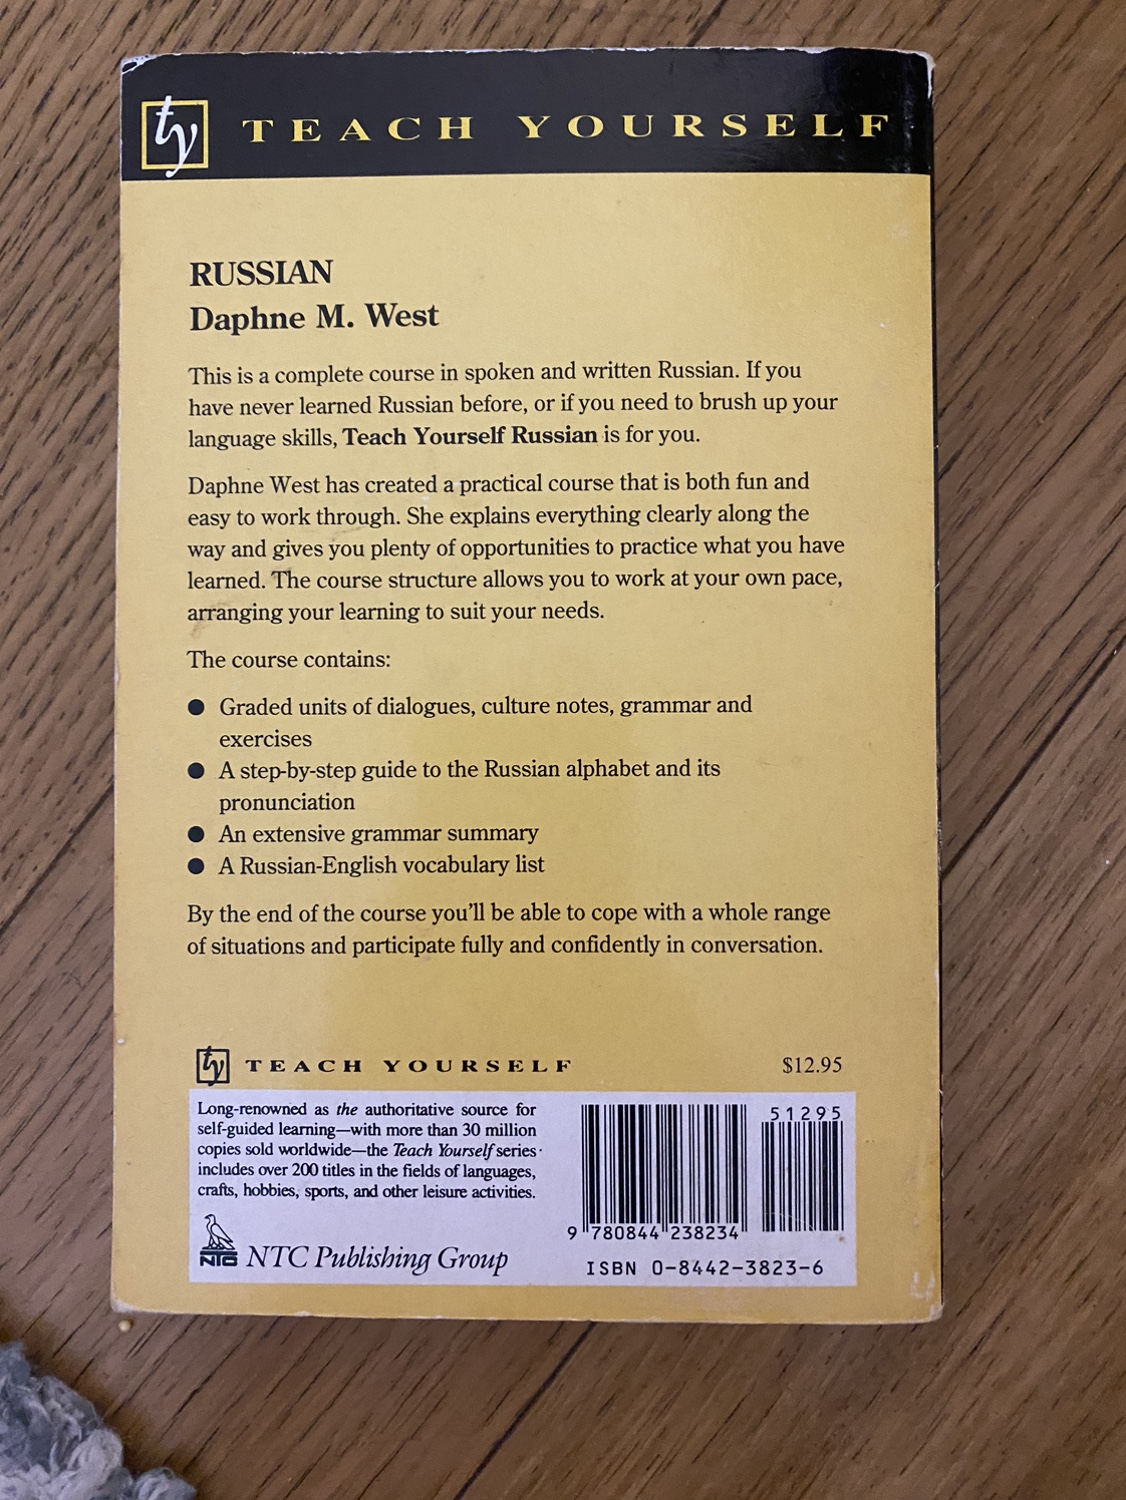 ty TEACH YOURSELF
RUSSIAN
Daphne M. West
This is a complete course in spoken and written Russian. If you
have never learned Russian before, or if you need to brush up your
language skills, Teach Yourself Russian is for you.
Daphne West has created a practical course that is both fun and
easy to work through. She explains everything clearly along the
way and gives you plenty of opportunities to practice what you have
learned. The course structure allows you to work at your own pace,
arranging your learning to suit your needs.
The course contains:
● Graded units of dialogues, culture notes, grammar and
exercises
● A step-by-step guide to the Russian alphabet and its
pronunciation
● An extensive grammar summary
● A Russian-English vocabulary list
By the end of the course you'll be able to cope with a whole range
of situations and participate fully and confidently in conversation.
ty TEACH YOURSELF $12.95
Long-renowned as the authoritative source for
self-guided learning—with more than 30 million
copies sold worldwide—the Teach Yourself series
includes over 200 titles in the fields of languages,
crafts, hobbies, sports, and other leisure activities.
NTC NTC Publishing Group
51295
9 780844 238234
ISBN 0-8442-3823-6